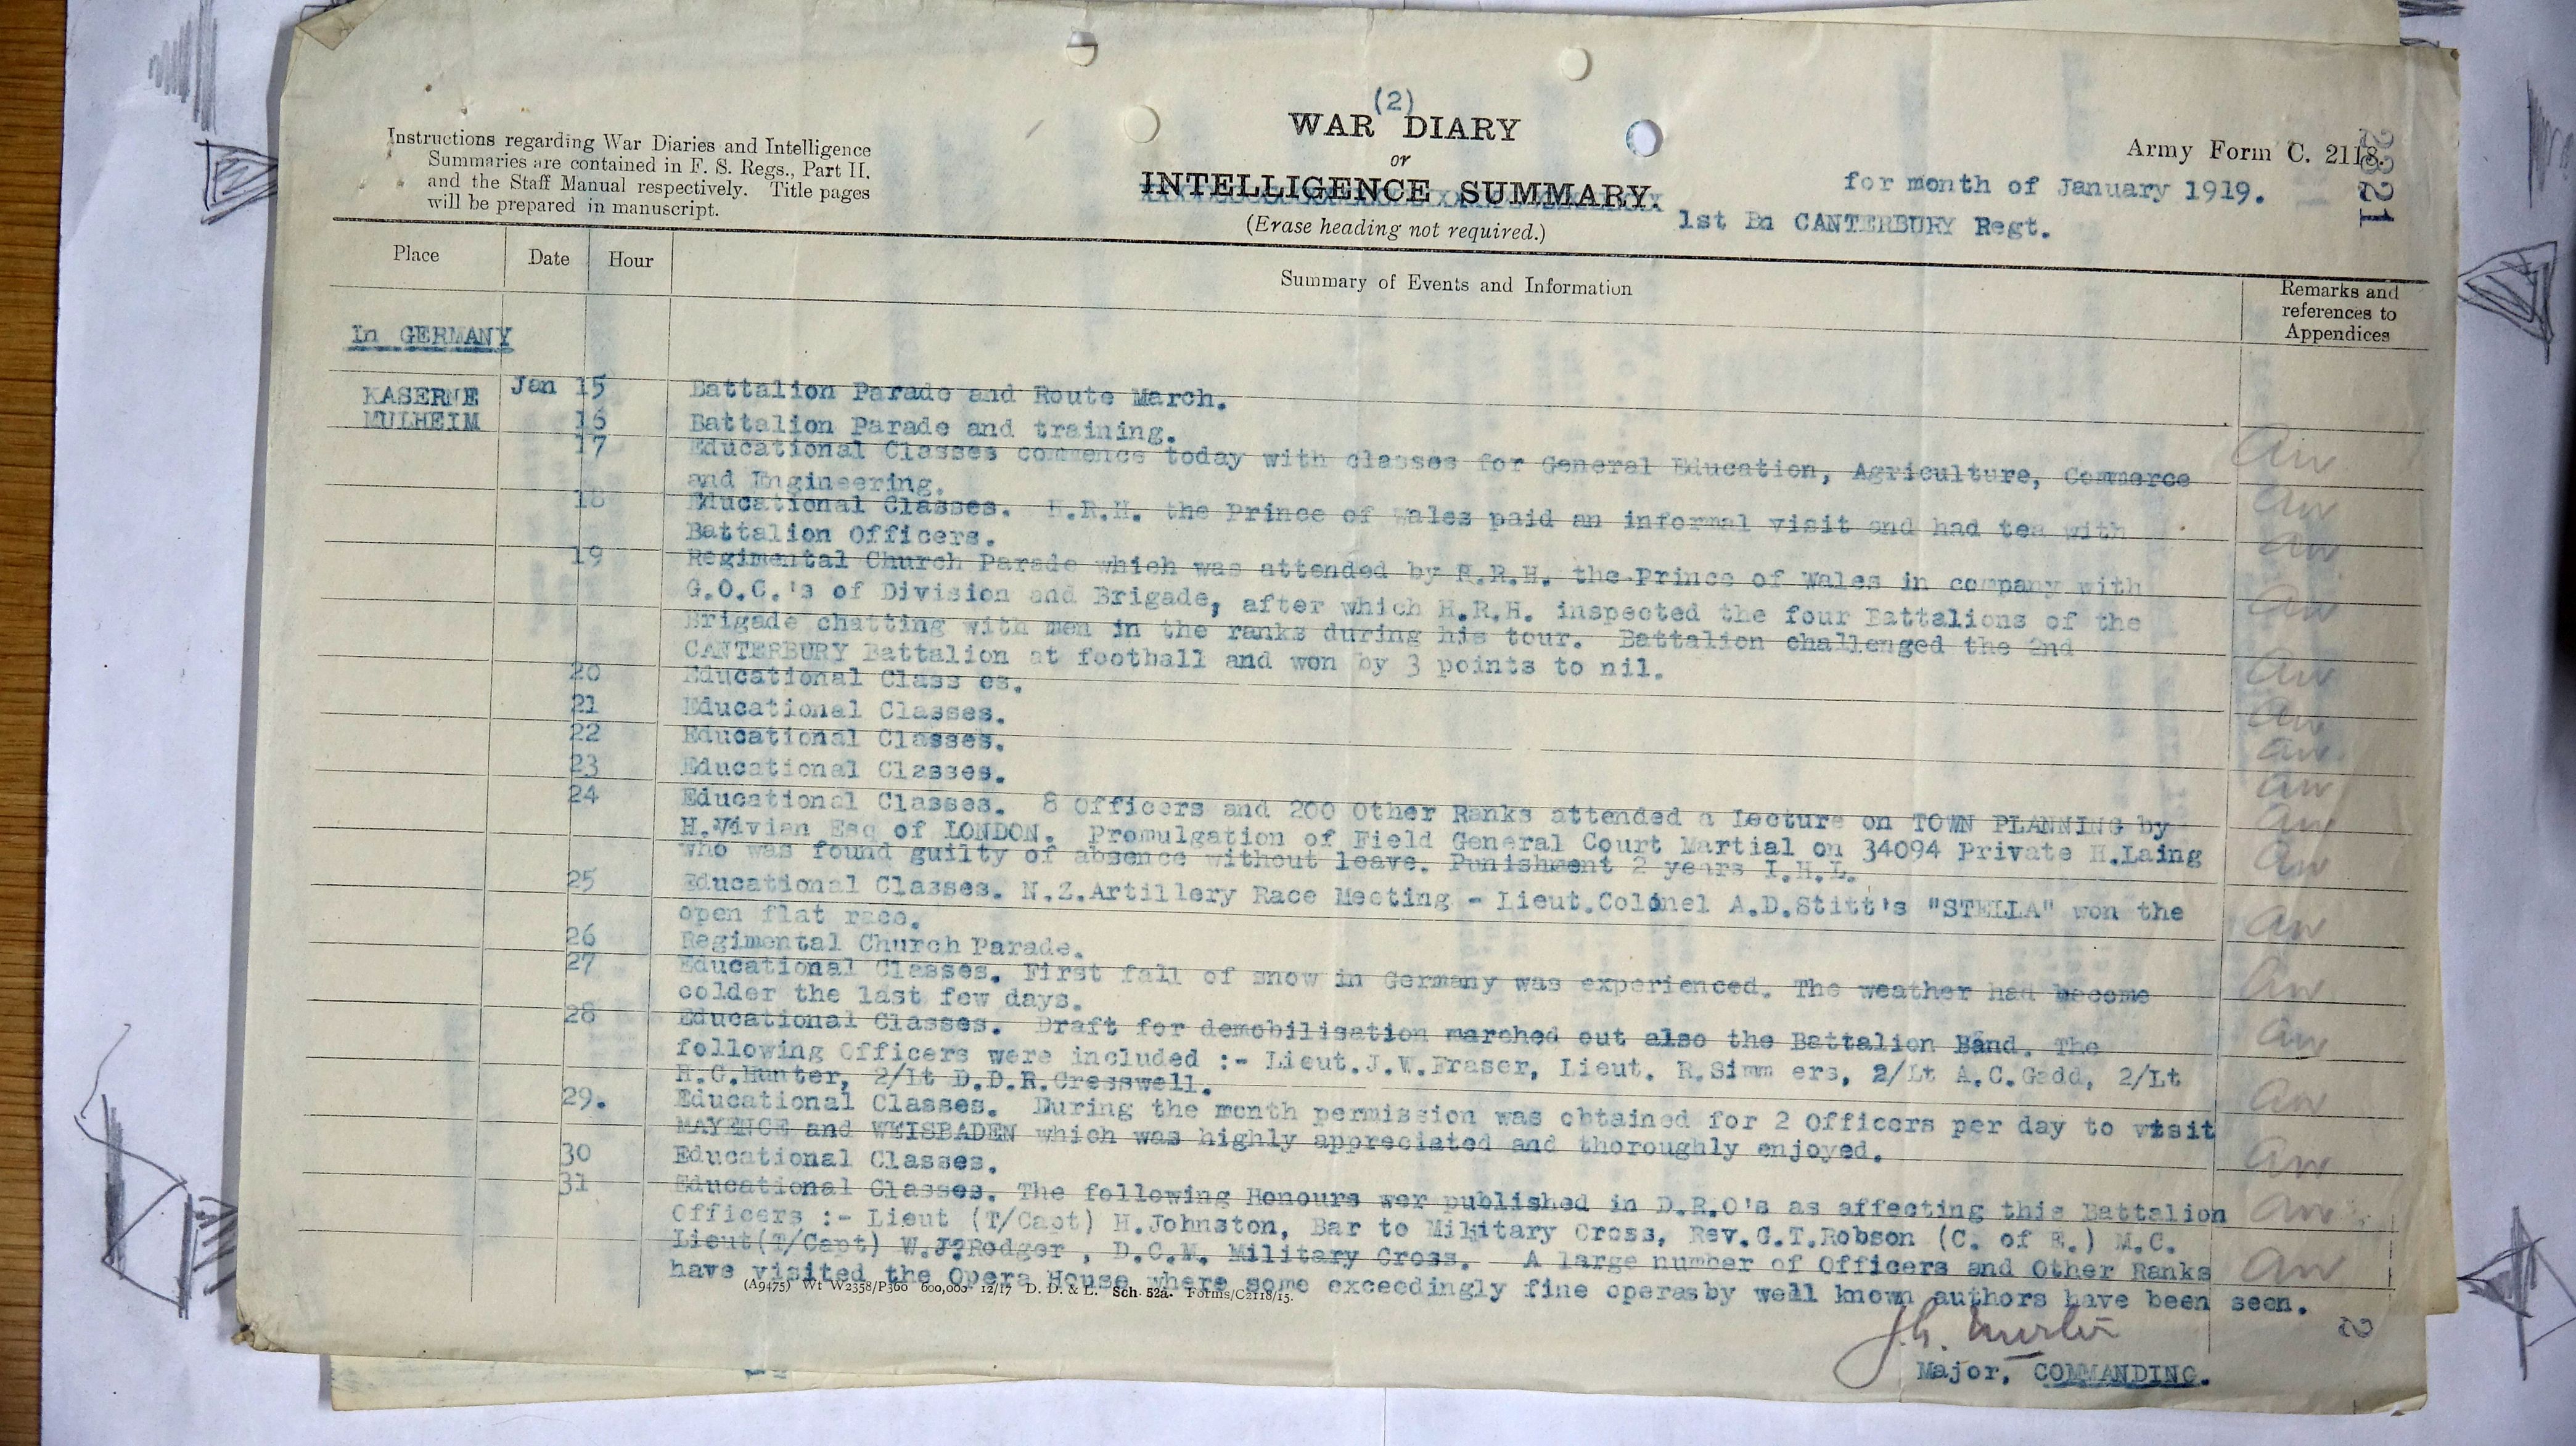 (2)
Instructions regarding War Diaries and Intelligence
Summaries are contained in F. S. Regs., Part II.
and the Staff Manual respectively. Title pages
will be prepared in manuscript.
WAR DIARY
or
INTELLIGENCE SUMMARY.
(Erase heading not required.)
Army Form C. 2118.
for month of January 1919.
1st Bn CANTERBURY Regt.
Place Date Hour Summary of Events and Information Remarks and
references to
Appendices
In GERMANY
KASERNE Jan 15 Battalion Parade and Route March.
MULHEIM 16 Battalion Parade and training.
17 Educational Classes commence today with classes for General Education, Agriculture, Commerce
and Engineering.
18 Educational Classes. H.R.H. the Prince of Wales paid an informal visit and had tea with
Battalion Officers.
19 Regimental Church Parade which was attended by H.R.H. the Prince of Wales in company with
G.O.C.'s of Division and Brigade, after which H.R.H. inspected the four Battalions of the
Brigade chatting with men in the ranks during his tour. Battalion challenged the 2nd
CANTERBURY Battalion at football and won by 3 points to nil.
20 Educational Class es.
21 Educational Classes.
22 Educational Classes.
23 Educational Classes.
24 Educational Classes. 8 Officers and 200 Other Ranks attended a lecture on TOWN PLANNING by
H.Vivian Esq of LONDON. Promulgation of Field General Court Martial on 34094 Private H.Laing
who was found guilty of absence without leave. Punishment 2 years I.H.L.
25 Educational Classes. N.Z.Artillery Race Meeting - Lieut.Colonel A.D.Stitt's "STELLA" won the
open flat race.
26 Regimental Church Parade.
27 Educational Classes. First fall of snow in Germany was experienced. The weather had become
colder the last few days.
28 Educational Classes. Draft for demobilisation marched out also the Battalion Band. The
following Officers were included :- Lieut.J.W.Fraser, Lieut. R.Simm ers, 2/Lt A.C.Gadd, 2/Lt
H.G.Hunter, 2/Lt D.D.R.Cresswell.
29. Educational Classes. During the month permission was obtained for 2 Officers per day to visit
MAYENCE and WEISBADEN which was highly appreciated and thoroughly enjoyed.
30 Educational Classes.
31 Educational Classes. The following Honours wer published in D.R.O's as affecting this Battalion
Officers :- Lieut (T/Capt) H.Johnston, Bar to Military Cross, Rev.G.T.Robson (C. of E.) M.C.
Lieut(T/Capt) W.J?Rodger , D.C.M. Military Cross. A large number of Officers and Other Ranks
have visited the Opera House where some exceedingly fine operas by well known authors have been seen.
(A9475) Wt W2358/P360 600,000 12/17 D. D. & L. Sch. 52a. Forms/C2118/15.
Major, COMMANDING.